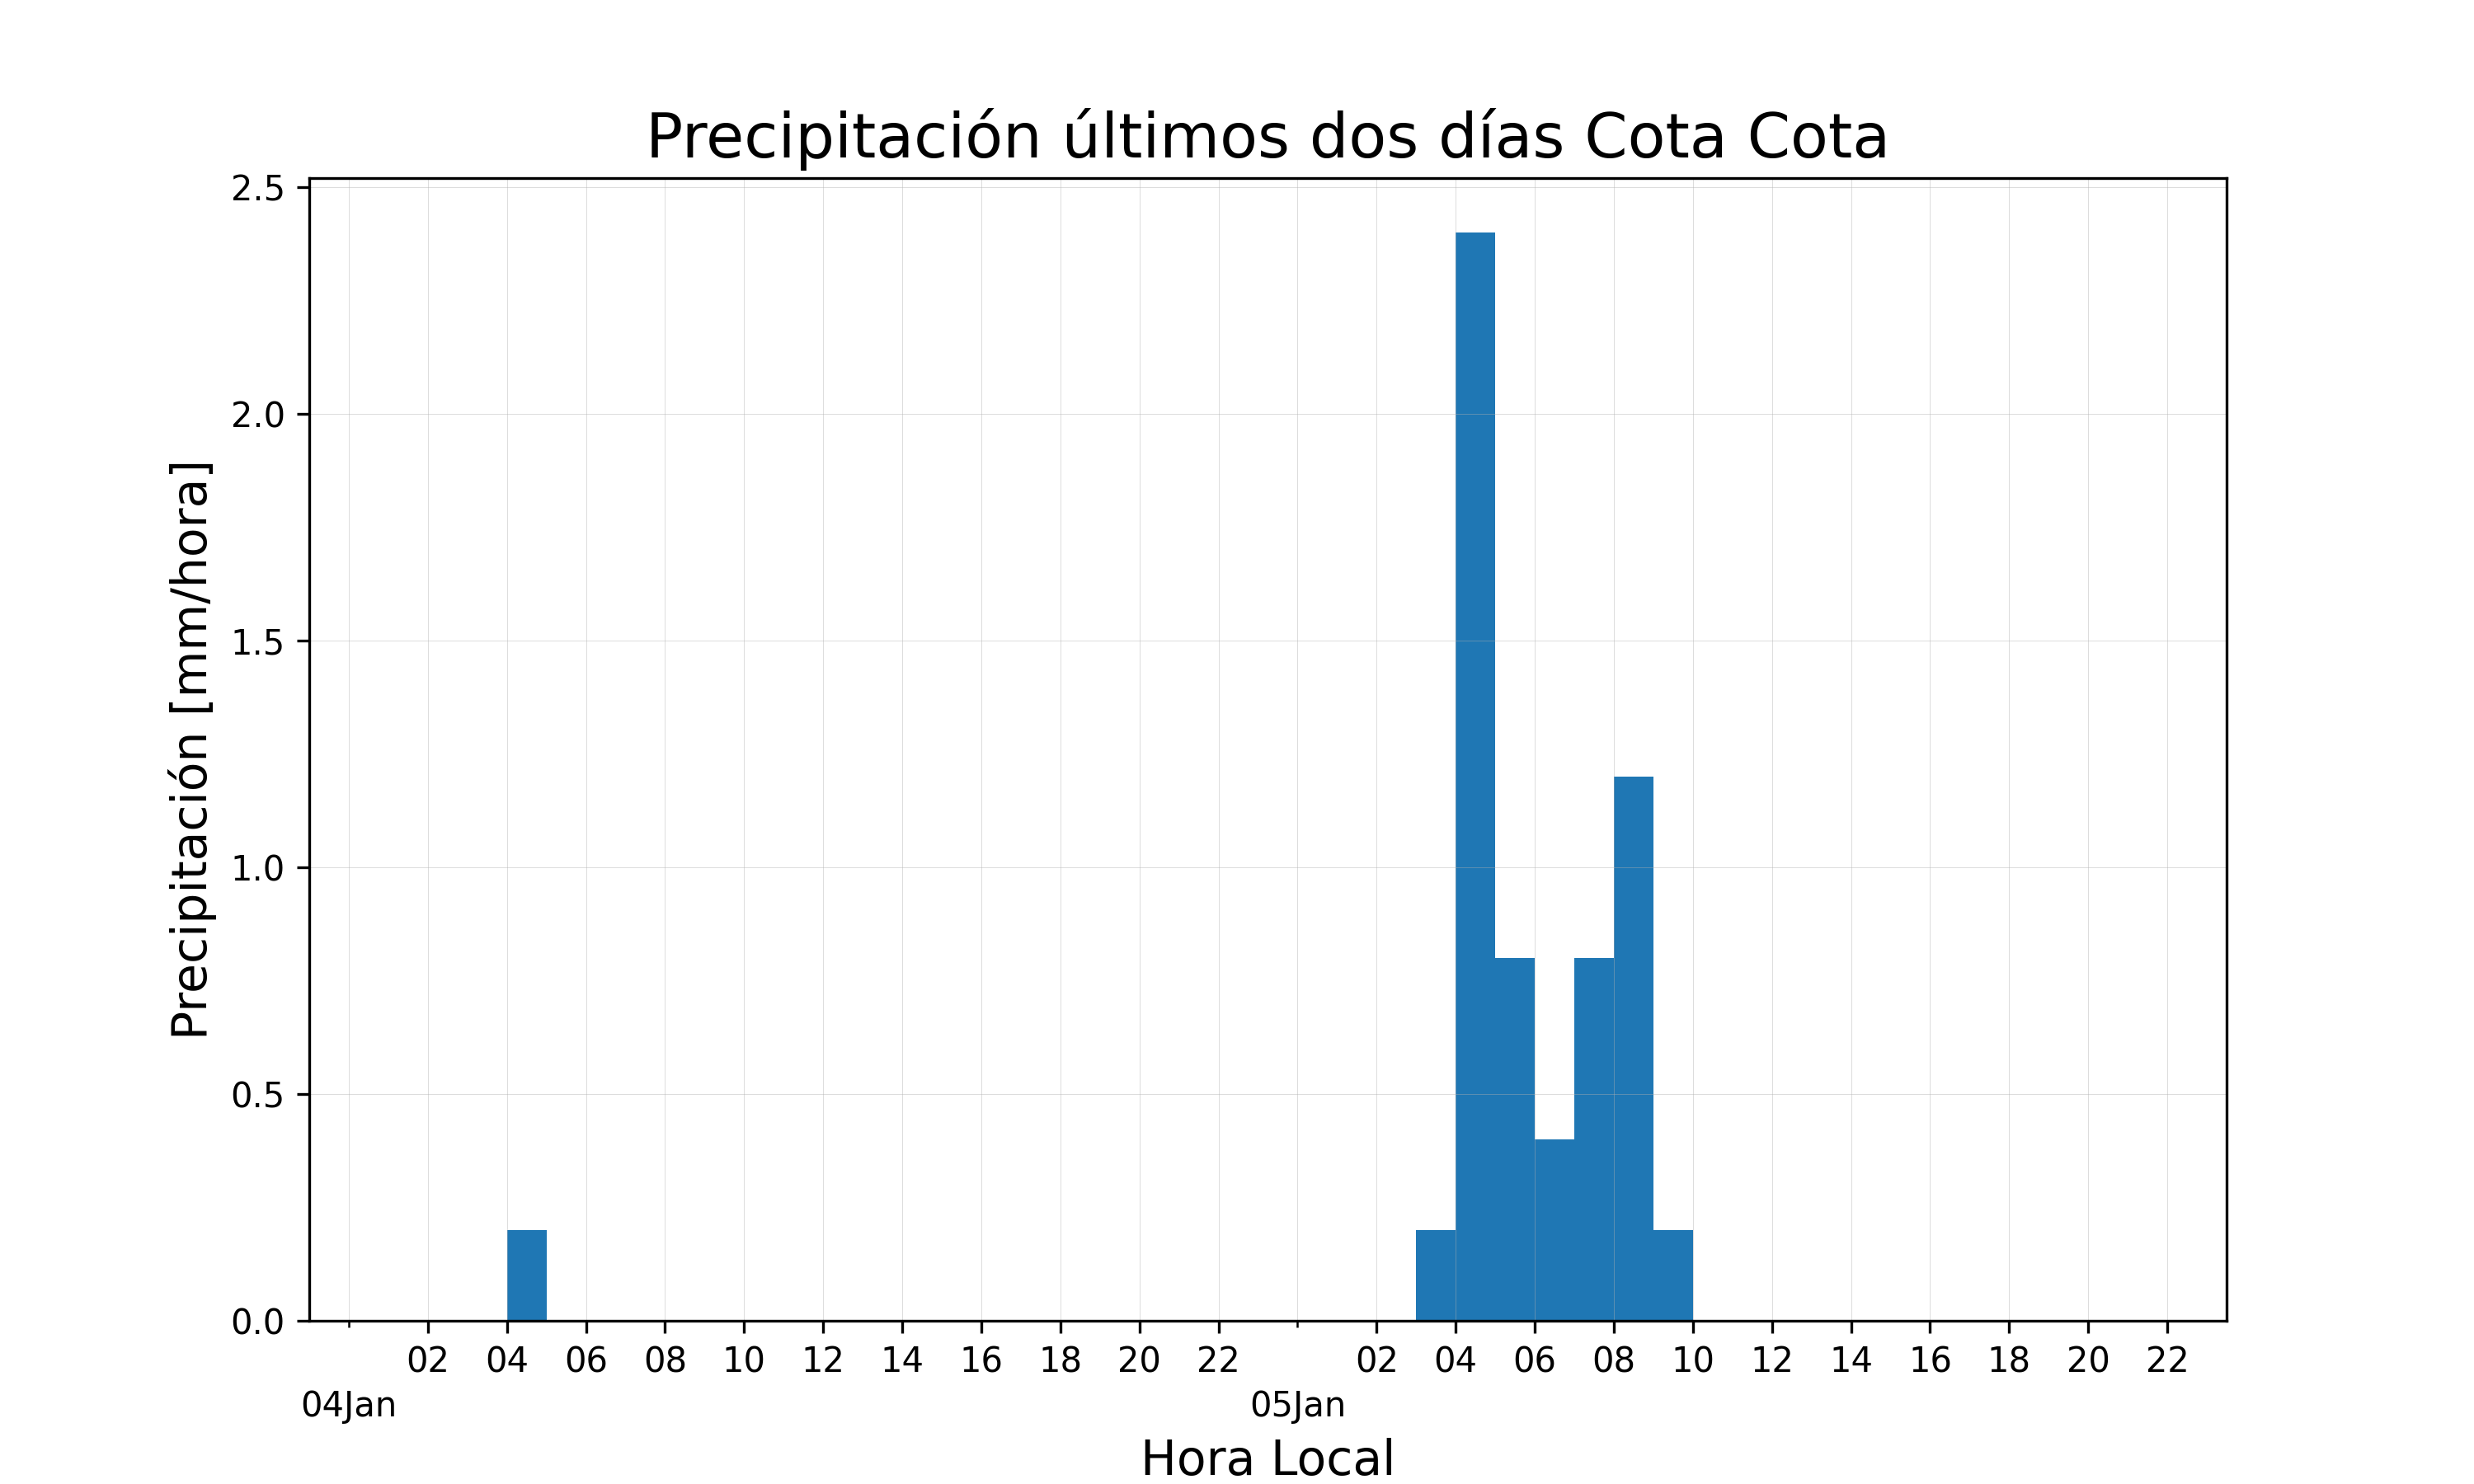 Precipitación últimos dos días Cota Cota
Precipitación [mm/hora]
2.5
2.0
1.5
1.0
0.5
0.0
02 04 06 08 10 12 14 16 18 20 22 02 04 06 08 10 12 14 16 18 20 22
04Jan 05Jan
Hora Local